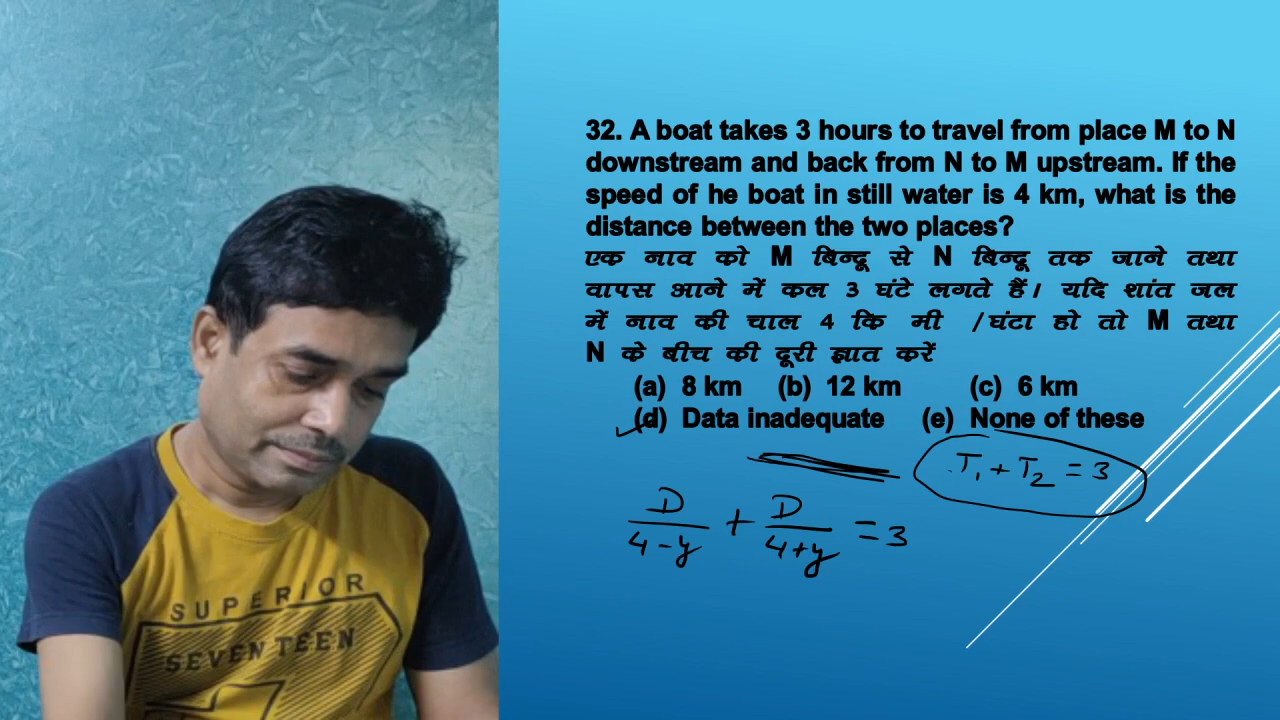 32. A boat takes 3 hours to travel from place M to N
downstream and back from N to M upstream. If the
speed of he boat in still water is 4 km, what is the
distance between the two places?
एक नाव को M बिन्दू से N बिन्दू तक जाने तथा
वापस आने में कल 3 घंटे लगते हैं। यदि शांत जल
में नाव की चाल 4 कि मी /घंटा हो तो M तथा
N के बीच की दूरी ज्ञात करें
(a) 8 km (b) 12 km (c) 6 km
(d) Data inadequate (e) None of these
T₁ + T₂ = 3
D/4-y + D/4+y = 3
SUPERIOR
SEVENTEEN